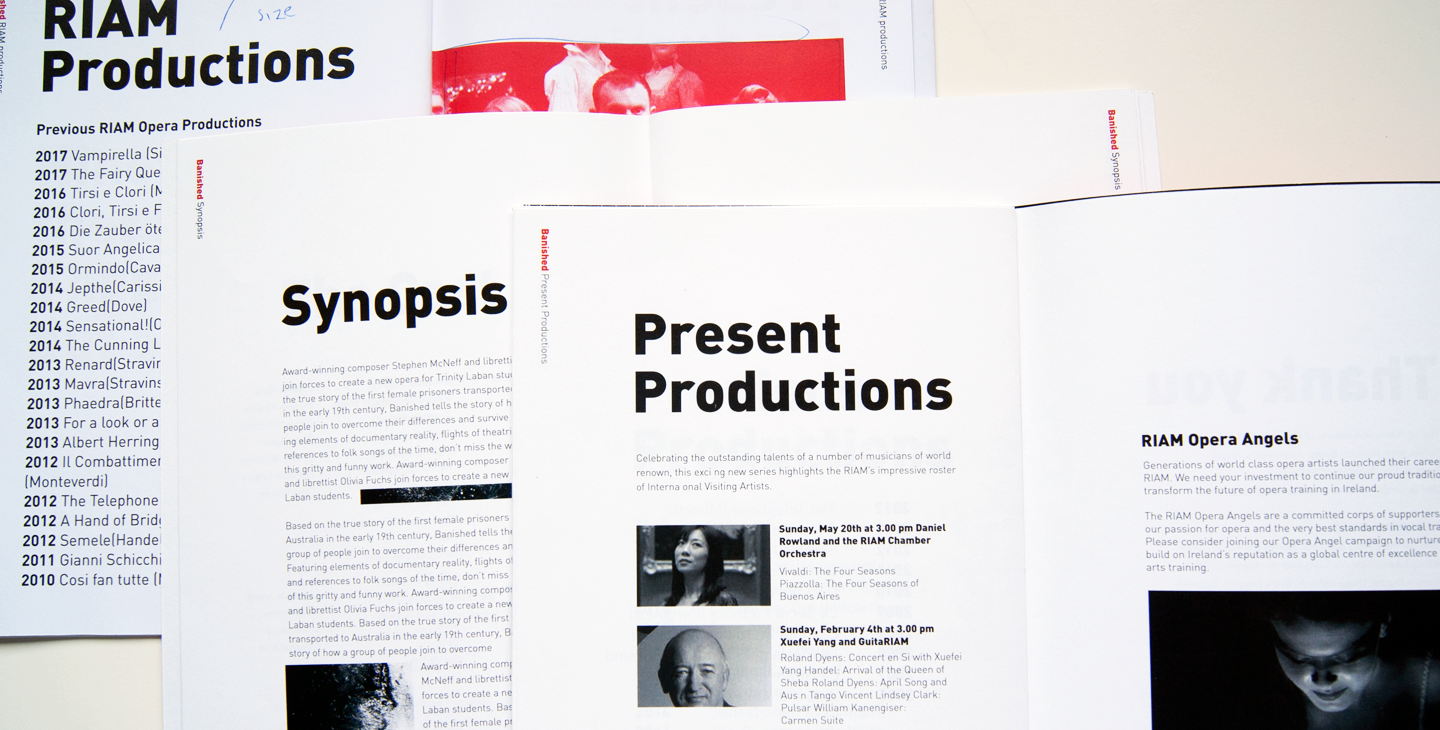 RIAM productions
RIAM
Productions
size
Previous RIAM Opera Productions
2017 Vampirella (Si
2017 The Fairy Que
2016 Tirsi e Clori (M
2016 Clori, Tirsi e F
2016 Die Zauber öte
2015 Suor Angelica
2015 Ormindo(Cava
2014 Jepthe(Carissi
2014 Greed(Dove)
2014 Sensational!(C
2014 The Cunning L
2013 Renard(Stravin
2013 Mavra(Stravins
2013 Phaedra(Britte
2013 For a look or a
2013 Albert Herring
2012 Il Combattimen
(Monteverdi)
2012 The Telephone
2012 A Hand of Bridg
2012 Semele(Handel
2011 Gianni Schicchi
2010 Cosi fan tutte (M
RIAM productions
Banished Synopsis
Synopsis
Award-winning composer Stephen McNeff and libretti
join forces to create a new opera for Trinity Laban stu
the true story of the first female prisoners transported
in the early 19th century, Banished tells the story of h
people join to overcome their differences and survive
ing elements of documentary reality, flights of theatri
references to folk songs of the time, don't miss the w
this gritty and funny work. Award-winning composer
and librettist Olivia Fuchs join forces to create a new
Laban students.
Based on the true story of the first female prisoners
Australia in the early 19th century, Banished tells the
group of people join to overcome their differences an
Featuring elements of documentary reality, flights of
and references to folk songs of the time, don't miss
of this gritty and funny work. Award-winning compos
and librettist Olivia Fuchs join forces to create a new
Laban students. Based on the true story of the first
transported to Australia in the early 19th century, B
story of how a group of people join to overcome
Award-winning comp
McNeff and librettist
forces to create a ne
Laban students. Bas
of the first female pr
Banished Synopsis
Banished Present Productions
Present
Productions
Celebrating the outstanding talents of a number of musicians of world
renown, this exci ng new series highlights the RIAM's impressive roster
of Interna onal Visiting Artists.
Sunday, May 20th at 3.00 pm Daniel
Rowland and the RIAM Chamber
Orchestra
Vivaldi: The Four Seasons
Piazzolla: The Four Seasons of
Buenos Aires
Sunday, February 4th at 3.00 pm
Xuefei Yang and GuitaRIAM
Roland Dyens: Concert en Si with Xuefei
Yang Handel: Arrival of the Queen of
Sheba Roland Dyens: April Song and
Aus n Tango Vincent Lindsey Clark:
Pulsar William Kanengiser:
Carmen Suite
Thank y
RIAM Opera Angels
Generations of world class opera artists launched their caree
RIAM. We need your investment to continue our proud traditio
transform the future of opera training in Ireland.
The RIAM Opera Angels are a committed corps of supporters
our passion for opera and the very best standards in vocal tra
Please consider joining our Opera Angel campaign to nurture
build on Ireland's reputation as a global centre of excellence
arts training.